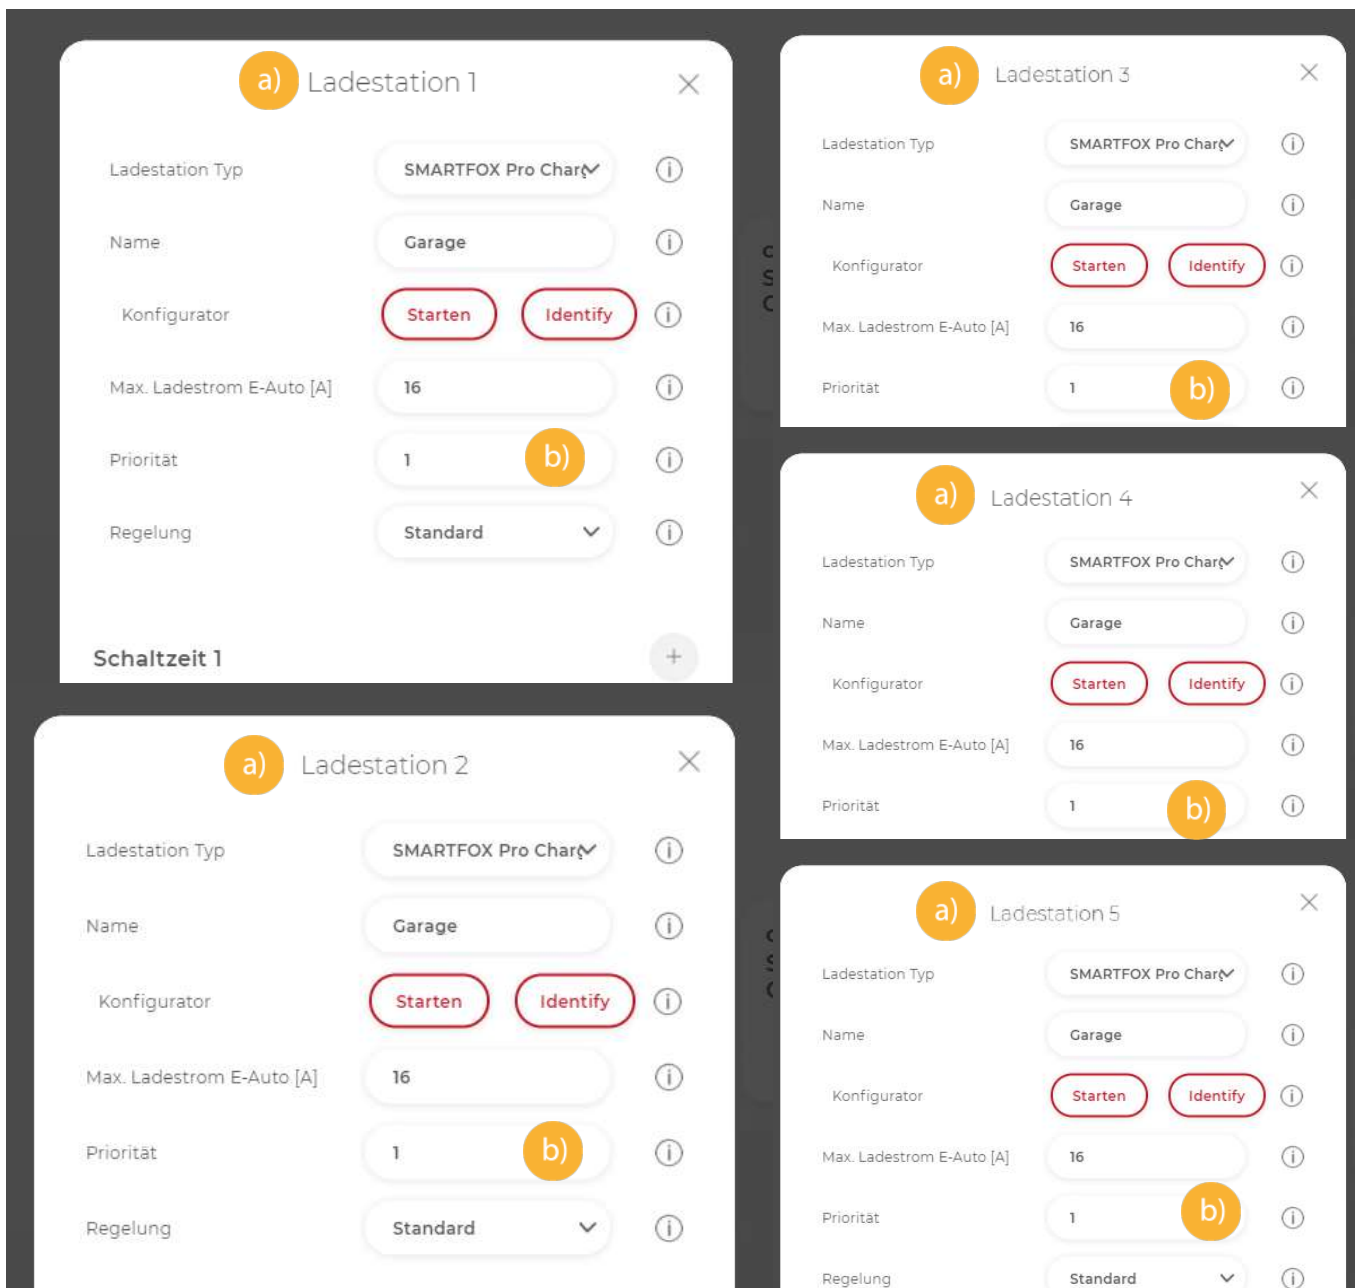 a) Ladestation 1
Ladestation Typ SMARTFOX Pro Charg
Name Garage
Konfigurator Starten Identify
Max. Ladestrom E-Auto [A] 16
Priorität 1 b)
Regelung Standard
Schaltzeit 1
a) Ladestation 2
Ladestation Typ SMARTFOX Pro Charg
Name Garage
Konfigurator Starten Identify
Max. Ladestrom E-Auto [A] 16
Priorität 1 b)
Regelung Standard
a) Ladestation 3
Ladestation Typ SMARTFOX Pro Charg
Name Garage
Konfigurator Starten Identify
Max. Ladestrom E-Auto [A] 16
Priorität 1 b)
a) Ladestation 4
Ladestation Typ SMARTFOX Pro Charg
Name Garage
Konfigurator Starten Identify
Max. Ladestrom E-Auto [A] 16
Priorität 1 b)
a) Ladestation 5
Ladestation Typ SMARTFOX Pro Charg
Name Garage
Konfigurator Starten Identify
Max. Ladestrom E-Auto [A] 16
Priorität 1 b)
Regelung Standard